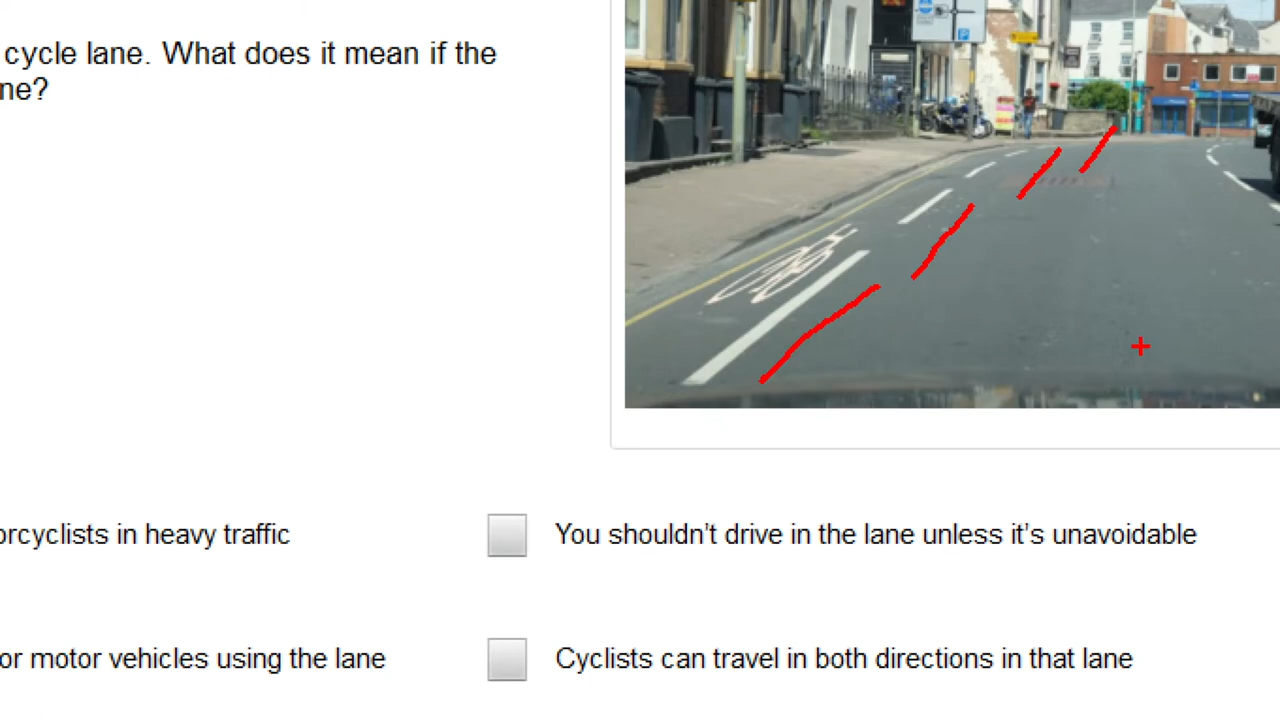 cycle lane. What does it mean if the
ne?
orcyclists in heavy traffic
You shouldn't drive in the lane unless it's unavoidable
or motor vehicles using the lane
Cyclists can travel in both directions in that lane